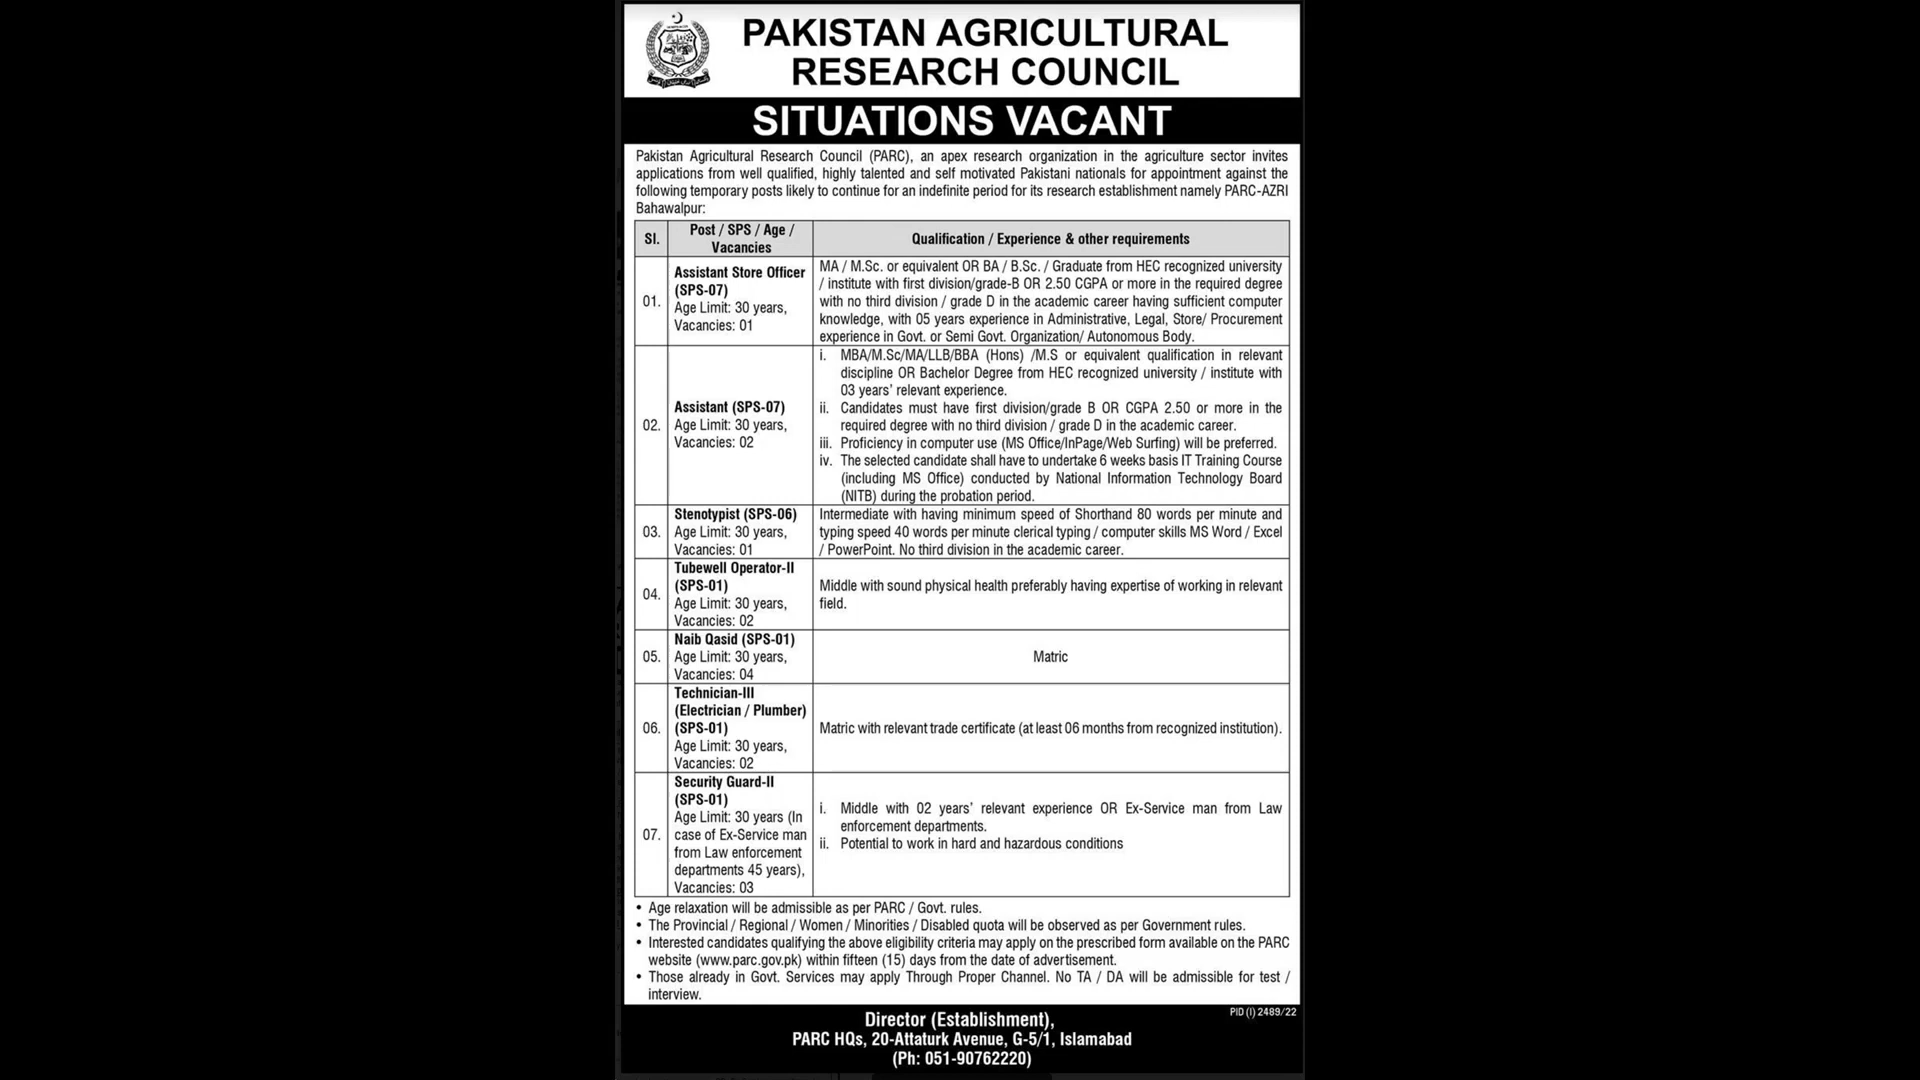 PAKISTAN AGRICULTURAL
RESEARCH COUNCIL
SITUATIONS VACANT
Pakistan Agricultural Research Council (PARC), an apex research organization in the agriculture sector invites
applications from well qualified, highly talented and self motivated Pakistani nationals for appointment against the
following temporary posts likely to continue for an indefinite period for its research establishment namely PARC-AZRI
Bahawalpur:
Sl.
Post / SPS / Age /
Vacancies
Qualification / Experience & other requirements
01.
Assistant Store Officer
(SPS-07)
Age Limit: 30 years,
Vacancies: 01
MA / M.Sc. or equivalent OR BA / B.Sc. / Graduate from HEC recognized university
/ institute with first division/grade-B OR 2.50 CGPA or more in the required degree
with no third division / grade D in the academic career having sufficient computer
knowledge, with 05 years experience in Administrative, Legal, Store/ Procurement
experience in Govt. or Semi Govt. Organization/ Autonomous Body.
02.
Assistant (SPS-07)
Age Limit: 30 years,
Vacancies: 02
i. MBA/M.Sc/MA/LLB/BBA (Hons) /M.S or equivalent qualification in relevant
discipline OR Bachelor Degree from HEC recognized university / institute with
03 years' relevant experience.
ii. Candidates must have first division/grade B OR CGPA 2.50 or more in the
required degree with no third division / grade D in the academic career.
iii. Proficiency in computer use (MS Office/InPage/Web Surfing) will be preferred.
iv. The selected candidate shall have to undertake 6 weeks basis IT Training Course
(including MS Office) conducted by National Information Technology Board
(NITB) during the probation period.
03.
Stenotypist (SPS-06)
Age Limit: 30 years,
Vacancies: 01
Intermediate with having minimum speed of Shorthand 80 words per minute and
typing speed 40 words per minute clerical typing / computer skills MS Word / Excel
/ PowerPoint. No third division in the academic career.
04.
Tubewell Operator-II
(SPS-01)
Age Limit: 30 years,
Vacancies: 02
Middle with sound physical health preferably having expertise of working in relevant
field.
05.
Naib Qasid (SPS-01)
Age Limit: 30 years,
Vacancies: 04
Matric
06.
Technician-III
(Electrician / Plumber)
(SPS-01)
Age Limit: 30 years,
Vacancies: 02
Matric with relevant trade certificate (at least 06 months from recognized institution).
07.
Security Guard-II
(SPS-01)
Age Limit: 30 years (In
case of Ex-Service man
from Law enforcement
departments 45 years),
Vacancies: 03
i. Middle with 02 years' relevant experience OR Ex-Service man from Law
enforcement departments.
ii. Potential to work in hard and hazardous conditions
• Age relaxation will be admissible as per PARC / Govt. rules.
• The Provincial / Regional / Women / Minorities / Disabled quota will be observed as per Government rules.
• Interested candidates qualifying the above eligibility criteria may apply on the prescribed form available on the PARC
website (www.parc.gov.pk) within fifteen (15) days from the date of advertisement.
• Those already in Govt. Services may apply Through Proper Channel. No TA / DA will be admissible for test /
interview.
PID (I) 2489/22
Director (Establishment),
PARC HQs, 20-Attaturk Avenue, G-5/1, Islamabad
(Ph: 051-90762220)